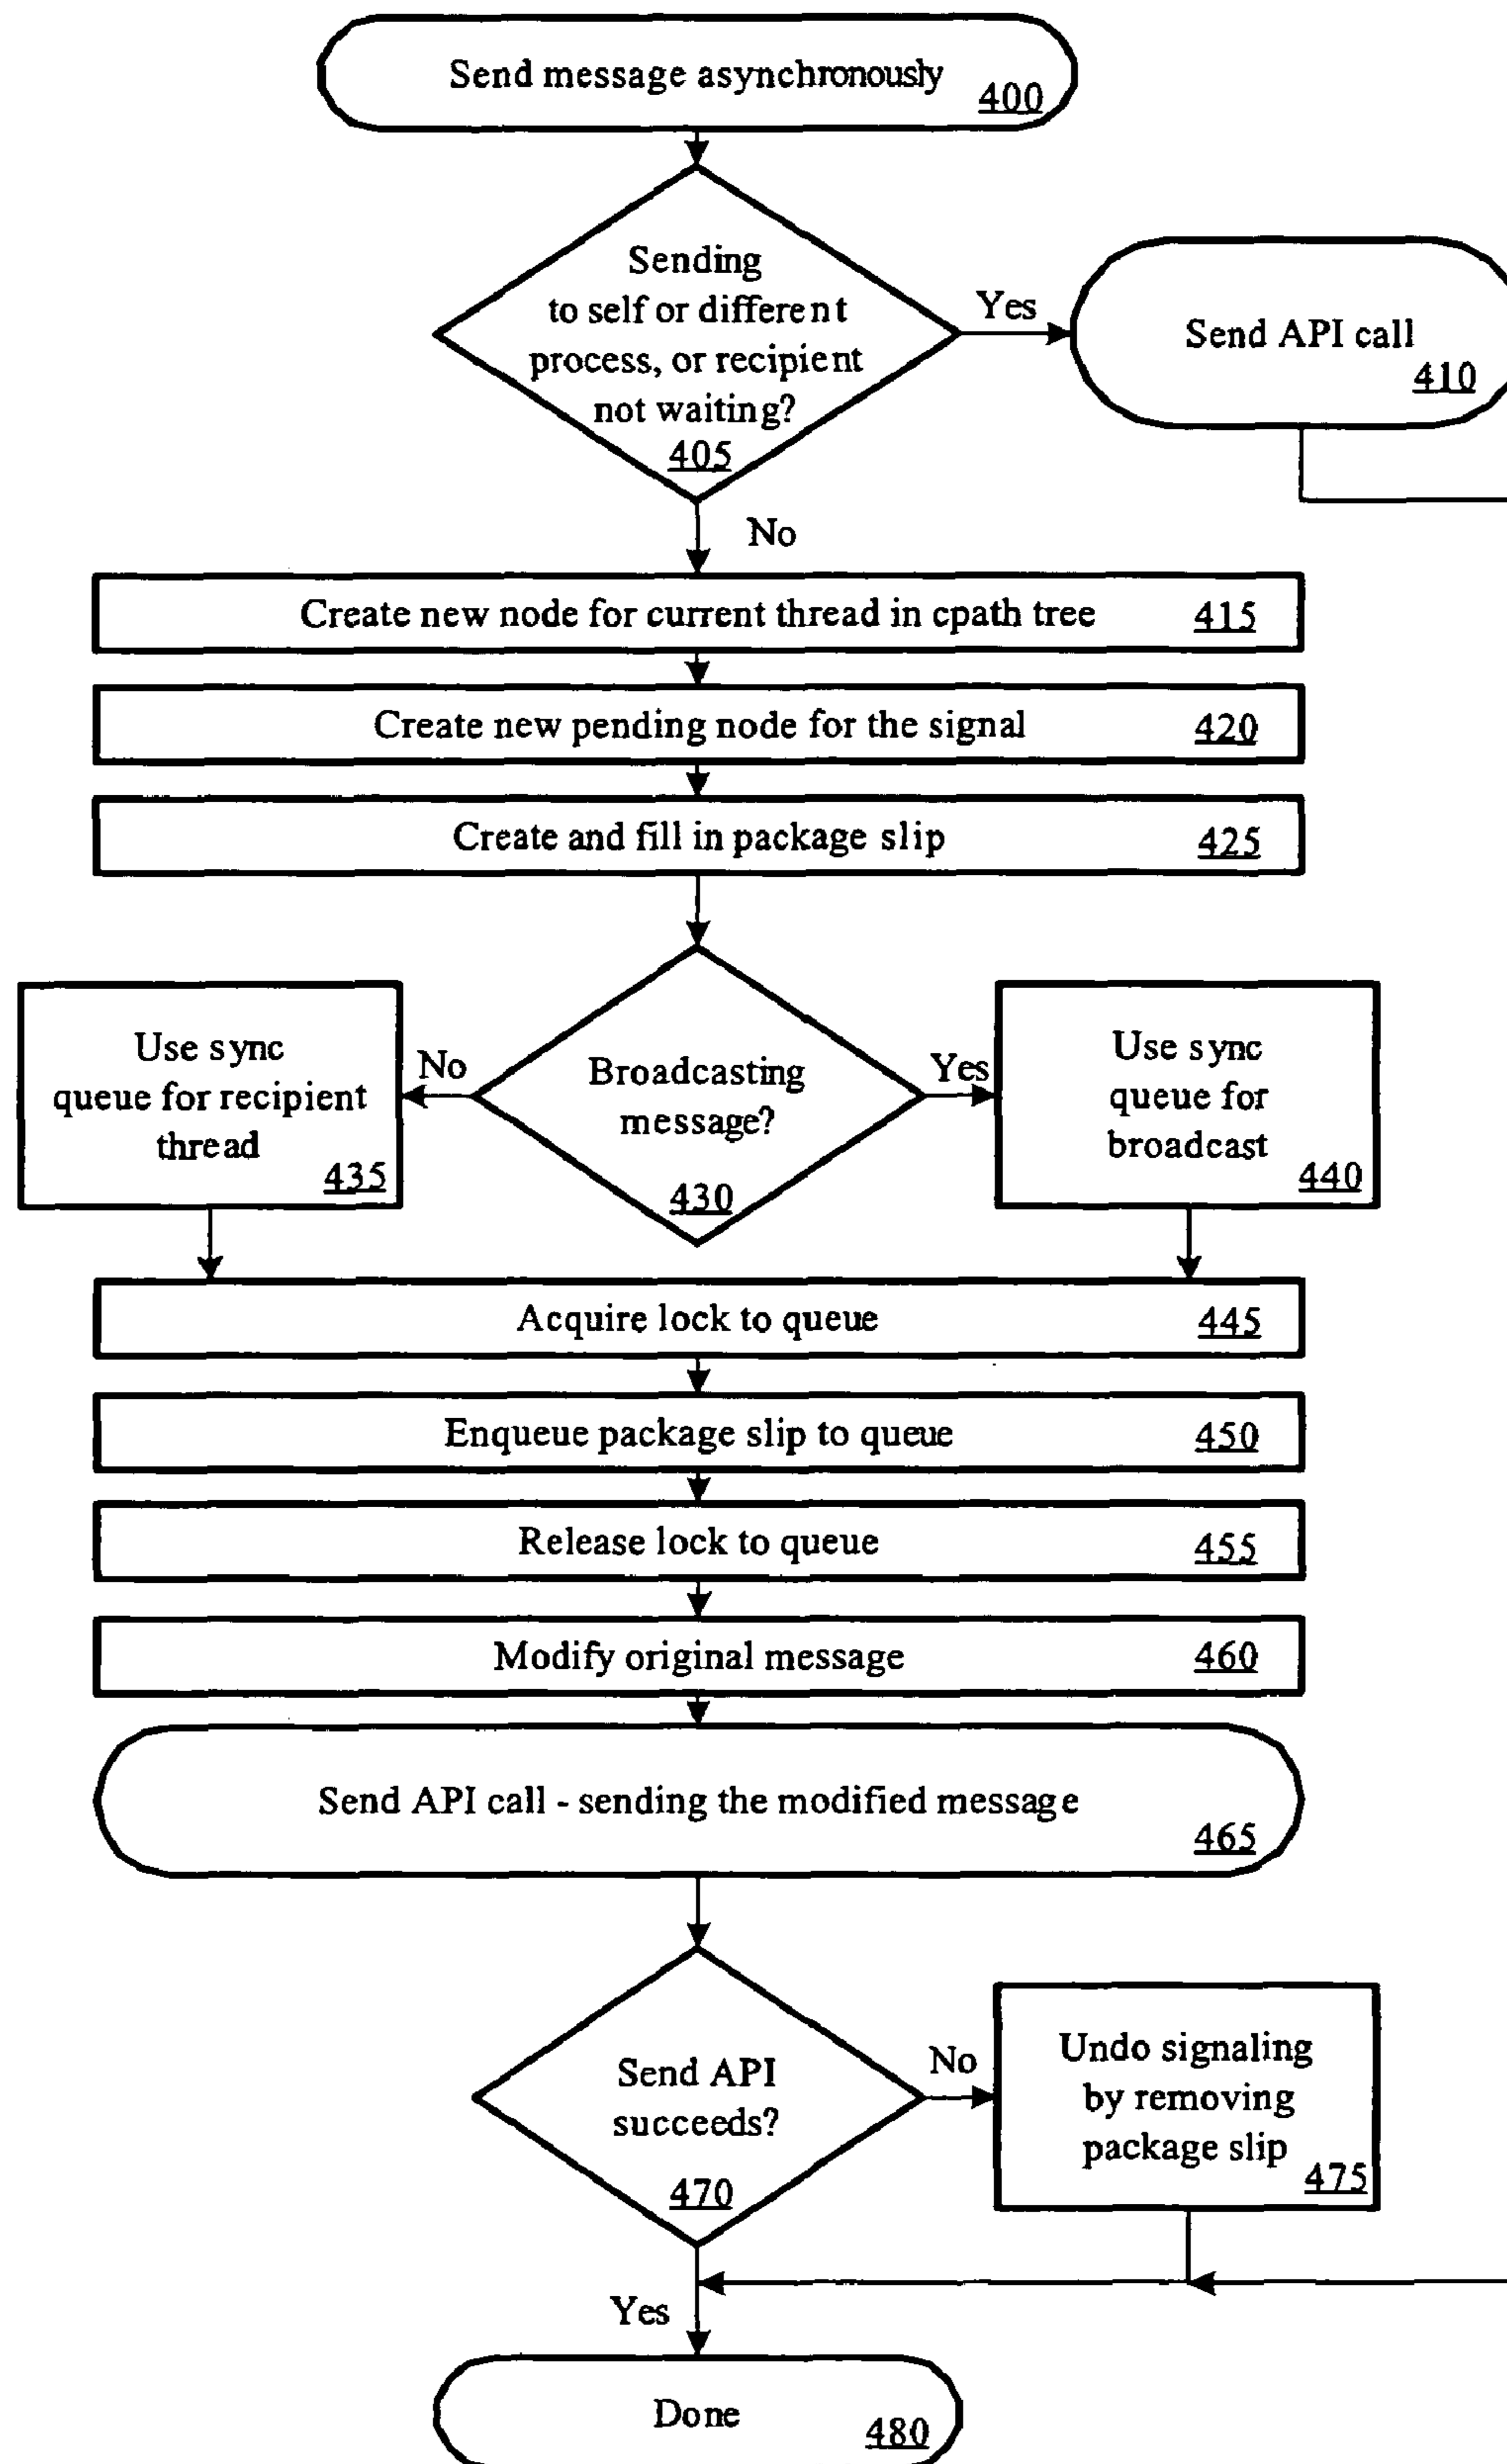 Send message asynchronously
400
Sending
to self or different
process, or recipient
not waiting?
405
Yes
Send API call
410
No
Create new node for current thread in cpath tree
415
Create new pending node for the signal
420
Create and fill in package slip
425
Use sync
queue for recipient
thread
435
No
Broadcasting
message?
430
Yes
Use sync
queue for
broadcast
440
Acquire lock to queue
445
Enqueue package slip to queue
450
Release lock to queue
455
Modify original message
460
Send API call - sending the modified message
465
Send API
succeeds?
470
No
Undo signaling
by removing
package slip
475
Yes
Done
480